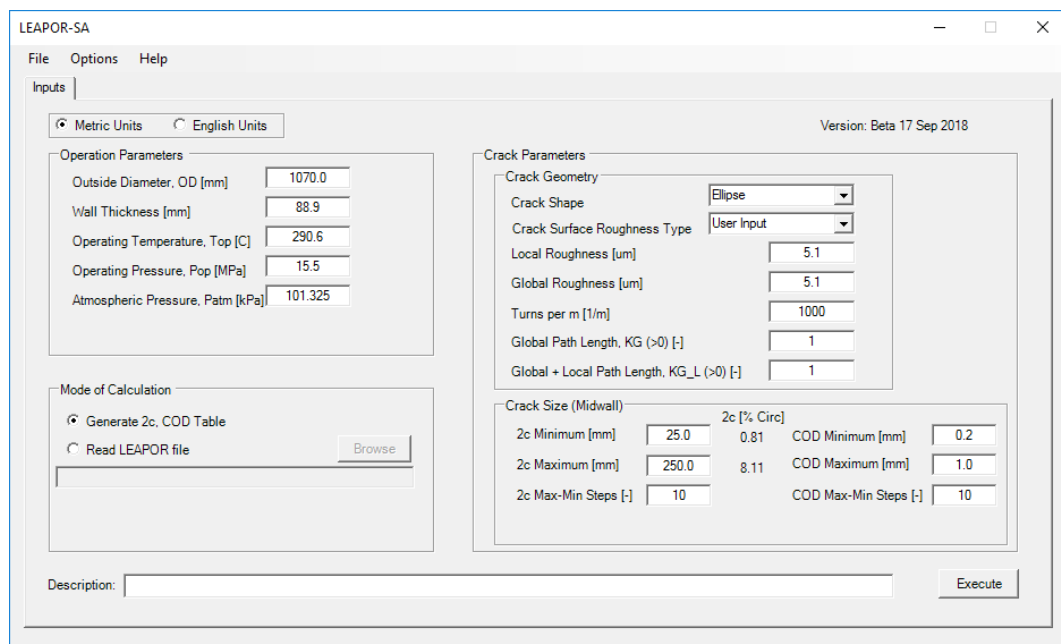 LEAPOR-SA
File Options Help
Inputs
Metric Units English Units
Version: Beta 17 Sep 2018
Operation Parameters
Outside Diameter, OD [mm] 1070.0
Wall Thickness [mm] 88.9
Operating Temperature, Top [C] 290.6
Operating Pressure, Pop [MPa] 15.5
Atmospheric Pressure, Patm [kPa] 101.325
Mode of Calculation
Generate 2c, COD Table
Read LEAPOR file Browse
Crack Parameters
Crack Geometry
Crack Shape Ellipse
Crack Surface Roughness Type User Input
Local Roughness [um] 5.1
Global Roughness [um] 5.1
Turns per m [1/m] 1000
Global Path Length, KG (>0) [-] 1
Global + Local Path Length, KG_L (>0) [-] 1
Crack Size (Midwall)
2c [% Circ]
2c Minimum [mm] 25.0 0.81 COD Minimum [mm] 0.2
2c Maximum [mm] 250.0 8.11 COD Maximum [mm] 1.0
2c Max-Min Steps [-] 10 COD Max-Min Steps [-] 10
Description:
Execute